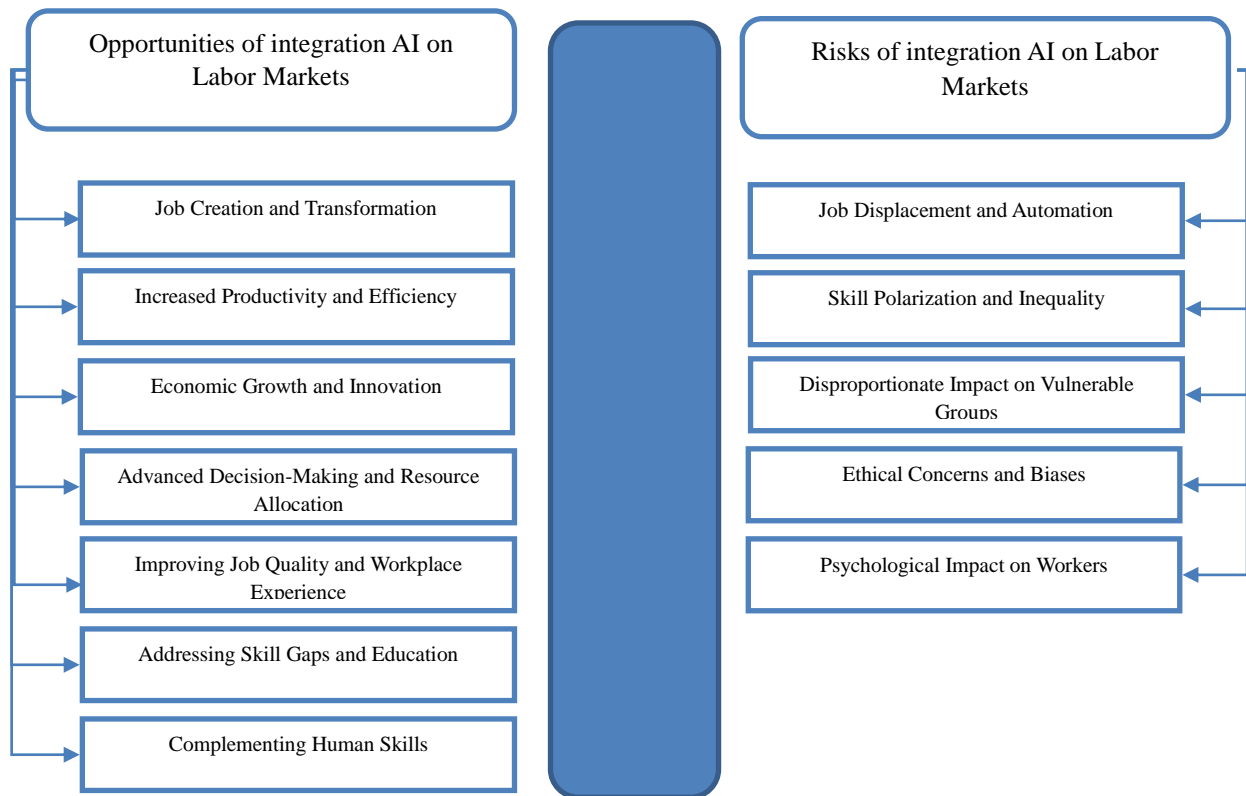 Opportunities of integration AI on
Labor Markets
Job Creation and Transformation
Increased Productivity and Efficiency
Economic Growth and Innovation
Advanced Decision-Making and Resource
Allocation
Improving Job Quality and Workplace
Experience
Addressing Skill Gaps and Education
Complementing Human Skills
Risks of integration AI on Labor
Markets
Job Displacement and Automation
Skill Polarization and Inequality
Disproportionate Impact on Vulnerable
Groups
Ethical Concerns and Biases
Psychological Impact on Workers